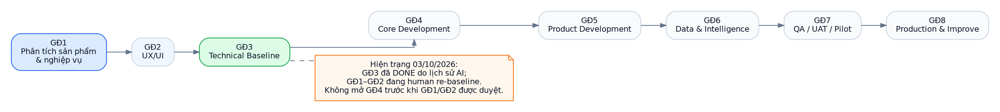 GĐ1
Phân tích sản phẩm
& nghiệp vụ
GĐ2
UX/UI
GĐ3
Technical Baseline
GĐ4
Core Development
GĐ5
Product Development
GĐ6
Data & Intelligence
GĐ7
QA / UAT / Pilot
GĐ8
Production & Improve
Hiện trạng 03/10/2026:
GĐ3 đã DONE do lịch sử AI;
GĐ1–GĐ2 đang human re-baseline.
Không mở GĐ4 trước khi GĐ1/GĐ2 được duyệt.